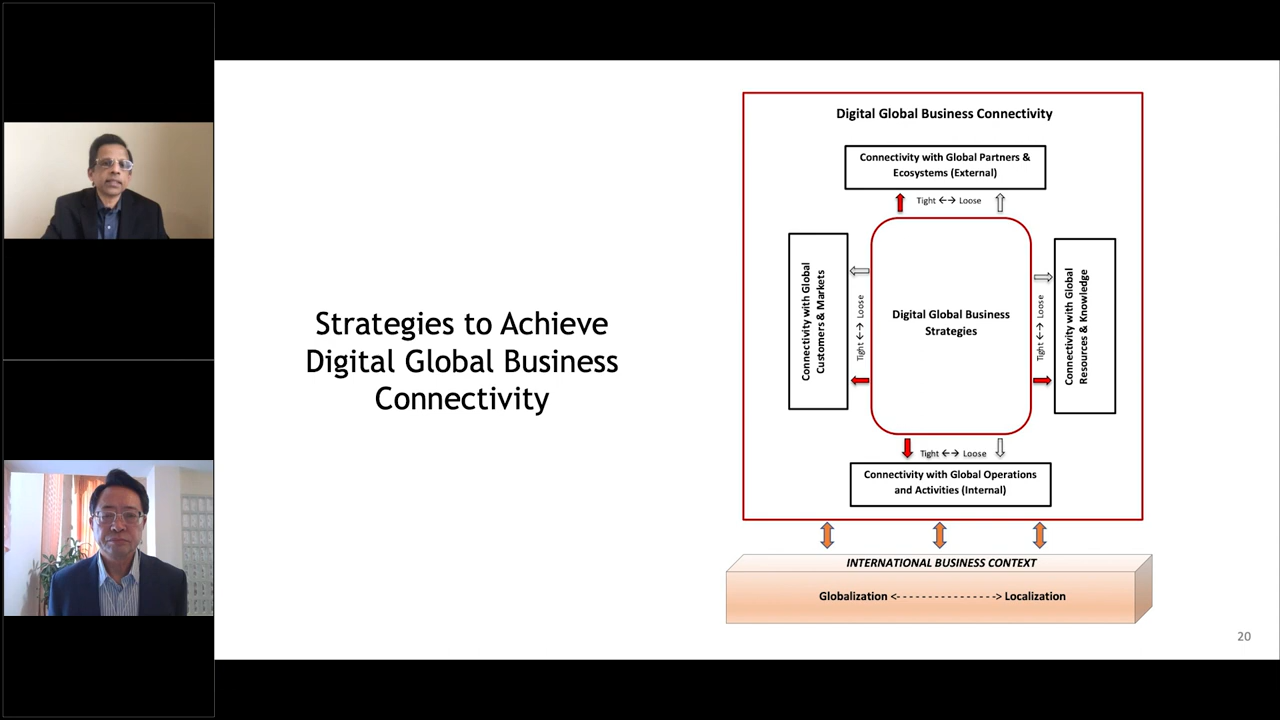 Strategies to Achieve
Digital Global Business
Connectivity
Digital Global Business Connectivity
Connectivity with Global Partners &
Ecosystems (External)
Tight ←→ Loose
Connectivity with Global
Customers & Markets
Tight ←→ Loose
Digital Global Business
Strategies
Tight ←→ Loose
Connectivity with Global
Resources & Knowledge
Tight ←→ Loose
Connectivity with Global Operations
and Activities (Internal)
INTERNATIONAL BUSINESS CONTEXT
Globalization <- - - - - - - - - - - - - - -> Localization
20